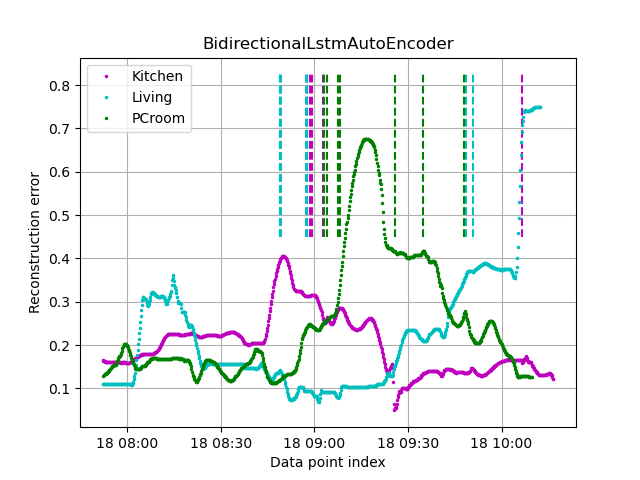 BidirectionalLstmAutoEncoder
Kitchen
Living
PCroom
Reconstruction error
0.8
0.7
0.6
0.5
0.4
0.3
0.2
0.1
18 08:00 18 08:30 18 09:00 18 09:30 18 10:00
Data point index